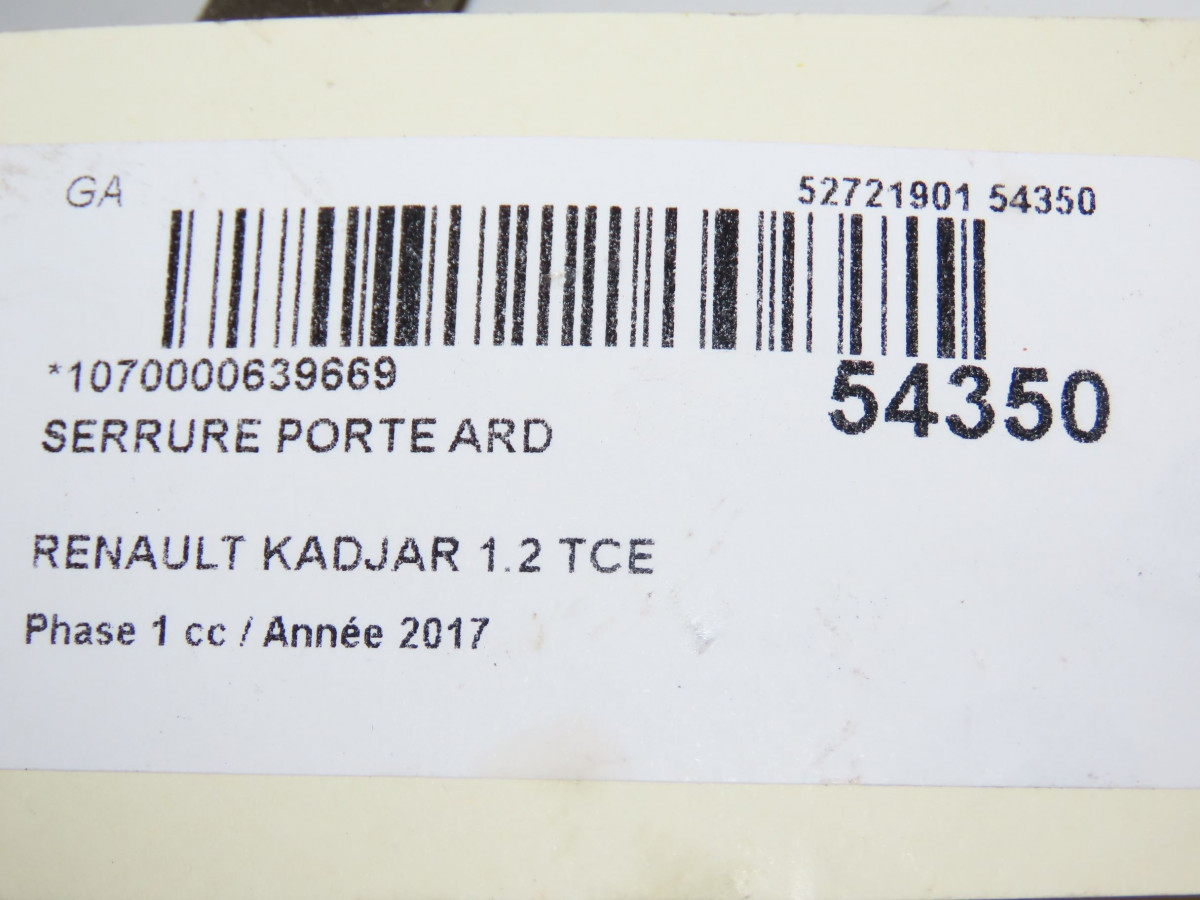 GA
52721901 54350
*1070000639669
54350
SERRURE PORTE ARD
RENAULT KADJAR 1.2 TCE
Phase 1 cc / Année 2017